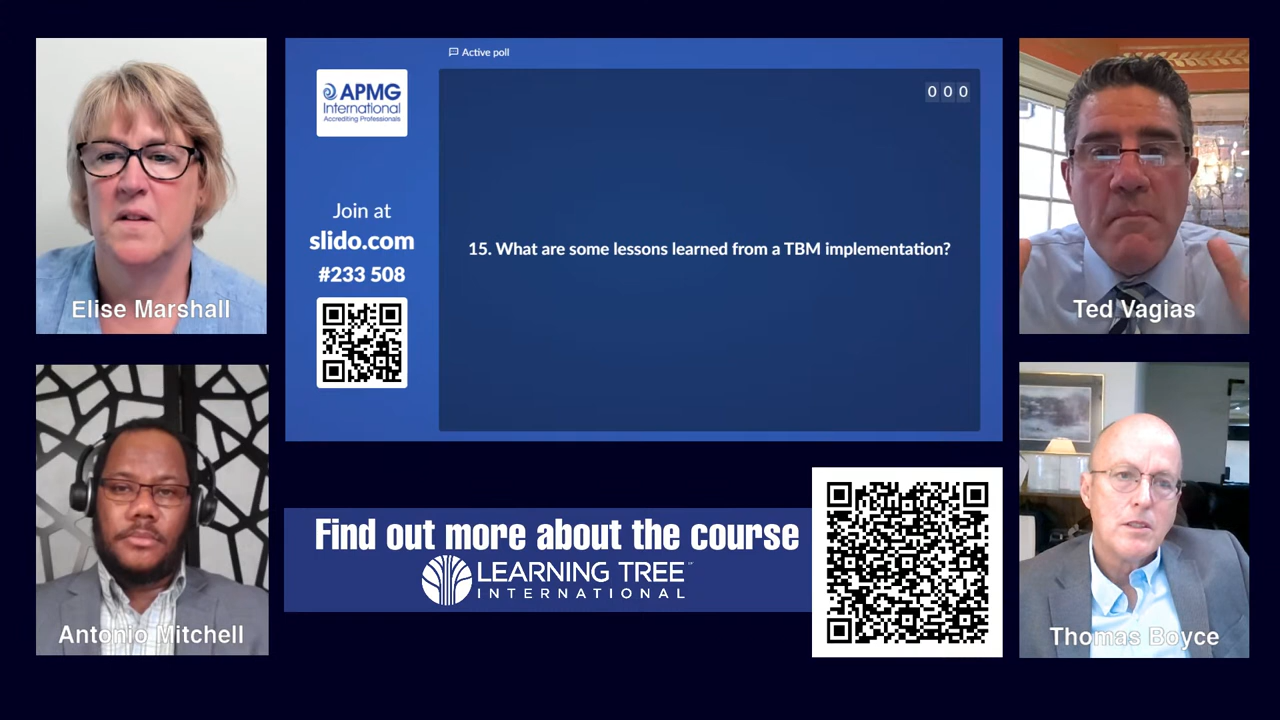 Active poll
APMG
International
Accrediting Professionals
0 0 0
Join at
slido.com
#233 508
15. What are some lessons learned from a TBM implementation?
Elise Marshall
Ted Vagias
Antonio Mitchell
Thomas Boyce
Find out more about the course
LEARNING TREE
INTERNATIONAL